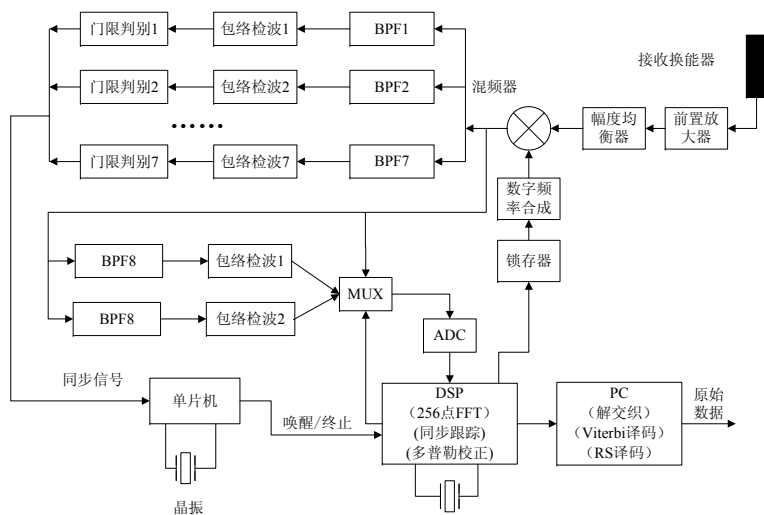 门限判别1
包络检波1
BPF1
接收换能器
门限判别2
包络检波2
BPF2
混频器
幅度均
衡器
前置放
大器
……
门限判别7
包络检波7
BPF7
数字频
率合成
BPF8
包络检波1
锁存器
MUX
BPF8
包络检波2
ADC
同步信号
单片机
唤醒/终止
DSP
（256点FFT）
(同步跟踪)
(多普勒校正)
PC
（解交织）
(Viterbi译码)
（RS译码）
原始
数据
晶振